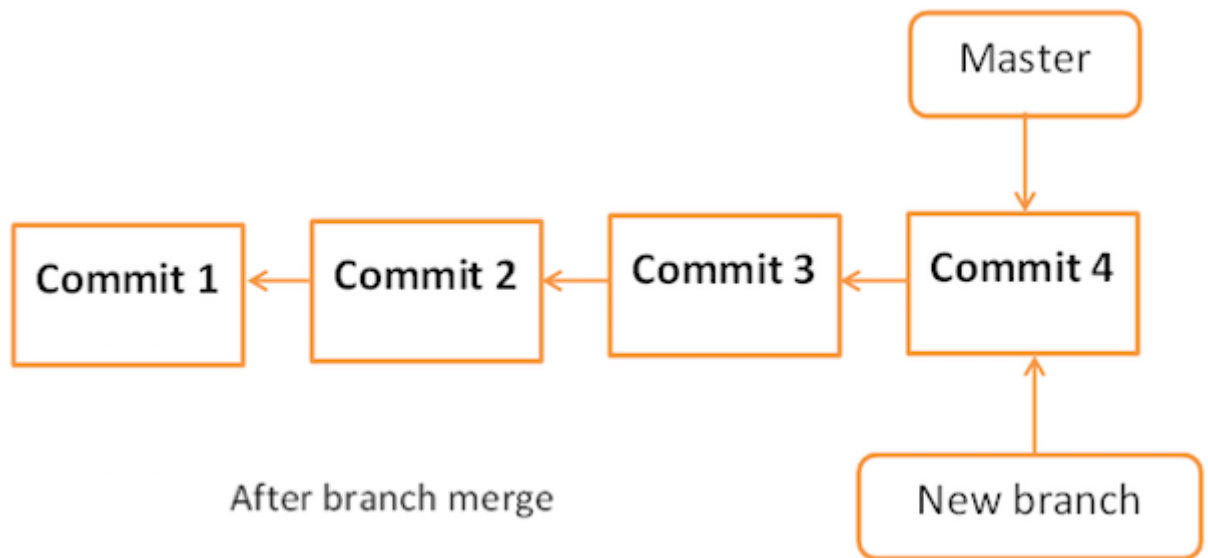 Master
Commit 1
Commit 2
Commit 3
Commit 4
After branch merge
New branch